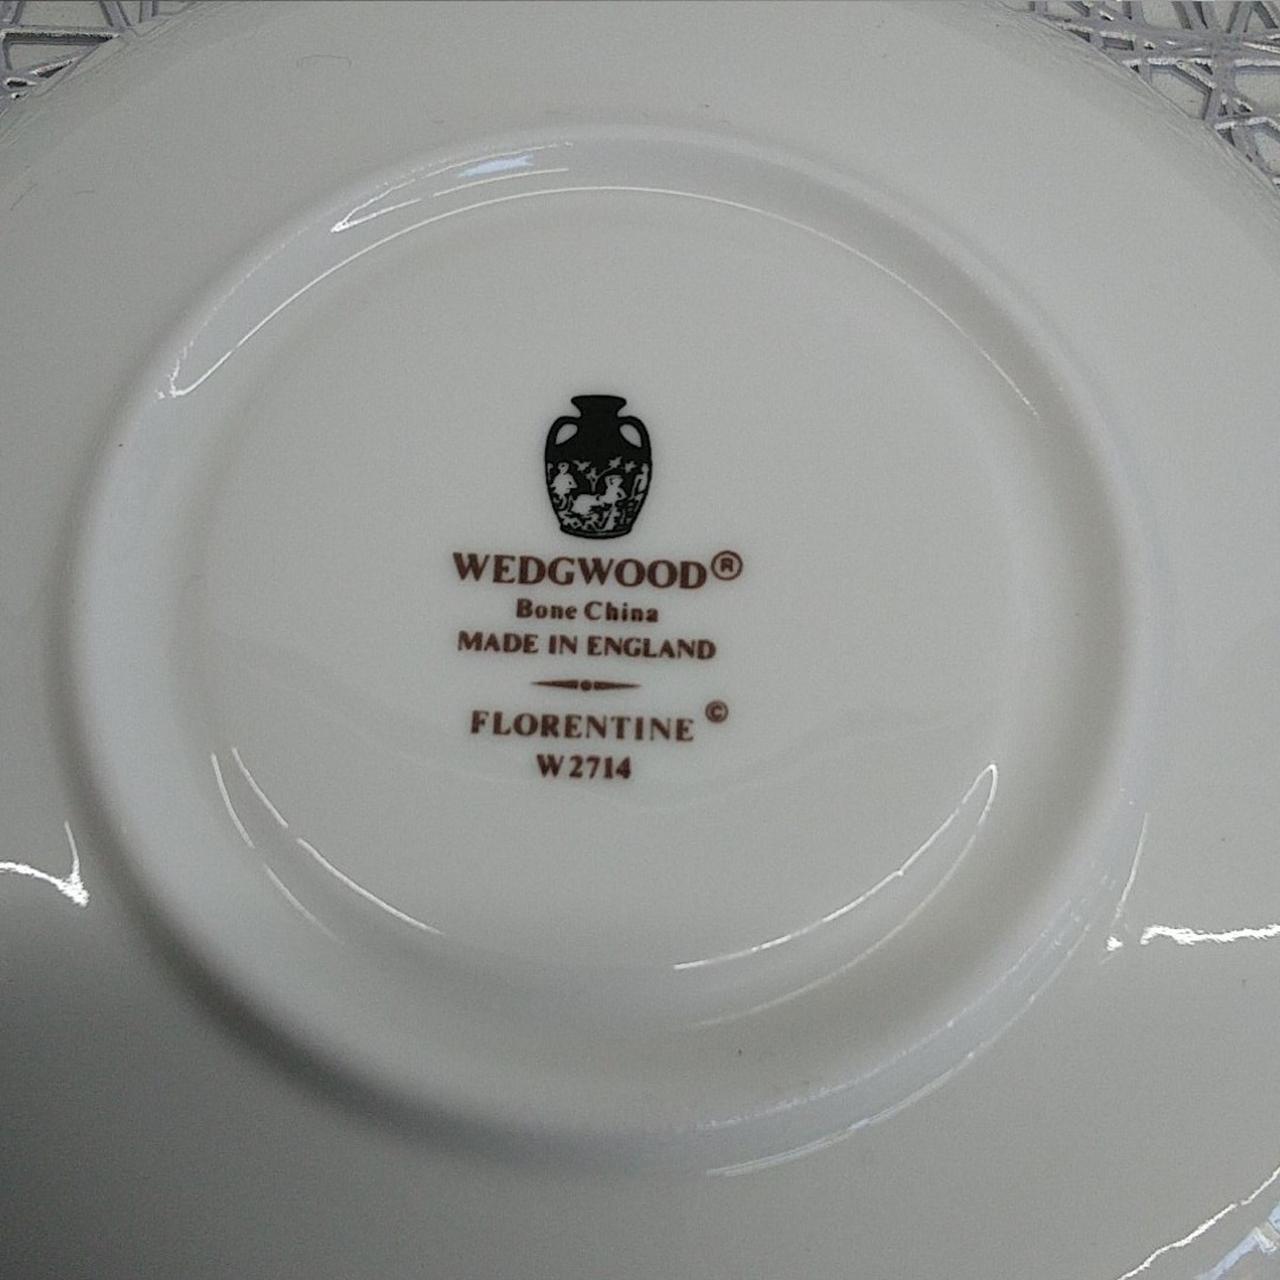 WEDGWOOD®
Bone China
MADE IN ENGLAND
FLORENTINE ©
W2714